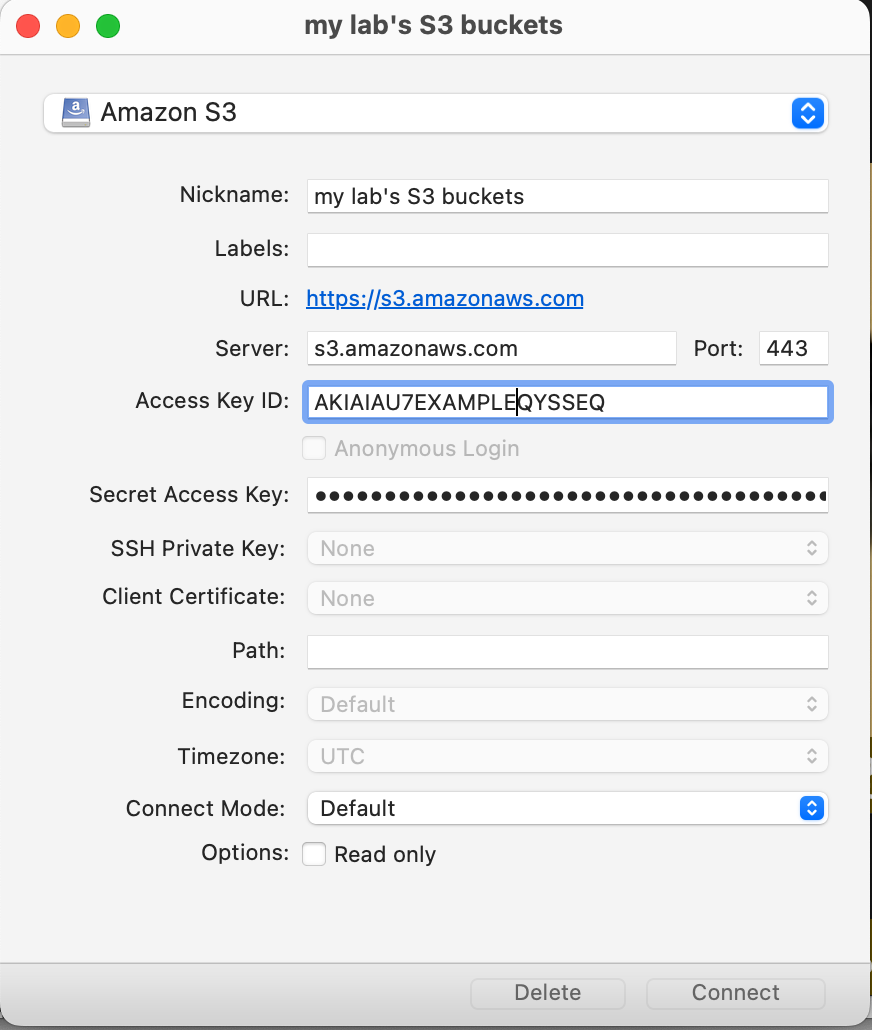 my lab's S3 buckets
Amazon S3
Nickname: my lab's S3 buckets
Labels:
URL: https://s3.amazonaws.com
Server: s3.amazonaws.com Port: 443
Access Key ID: AKIAIAU7EXAMPLEQYSSEQ
Anonymous Login
Secret Access Key: ●●●●●●●●●●●●●●●●●●●●●●●●●●●●●●●●●●●●●
SSH Private Key: None
Client Certificate: None
Path:
Encoding: Default
Timezone: UTC
Connect Mode: Default
Options: Read only
Delete Connect